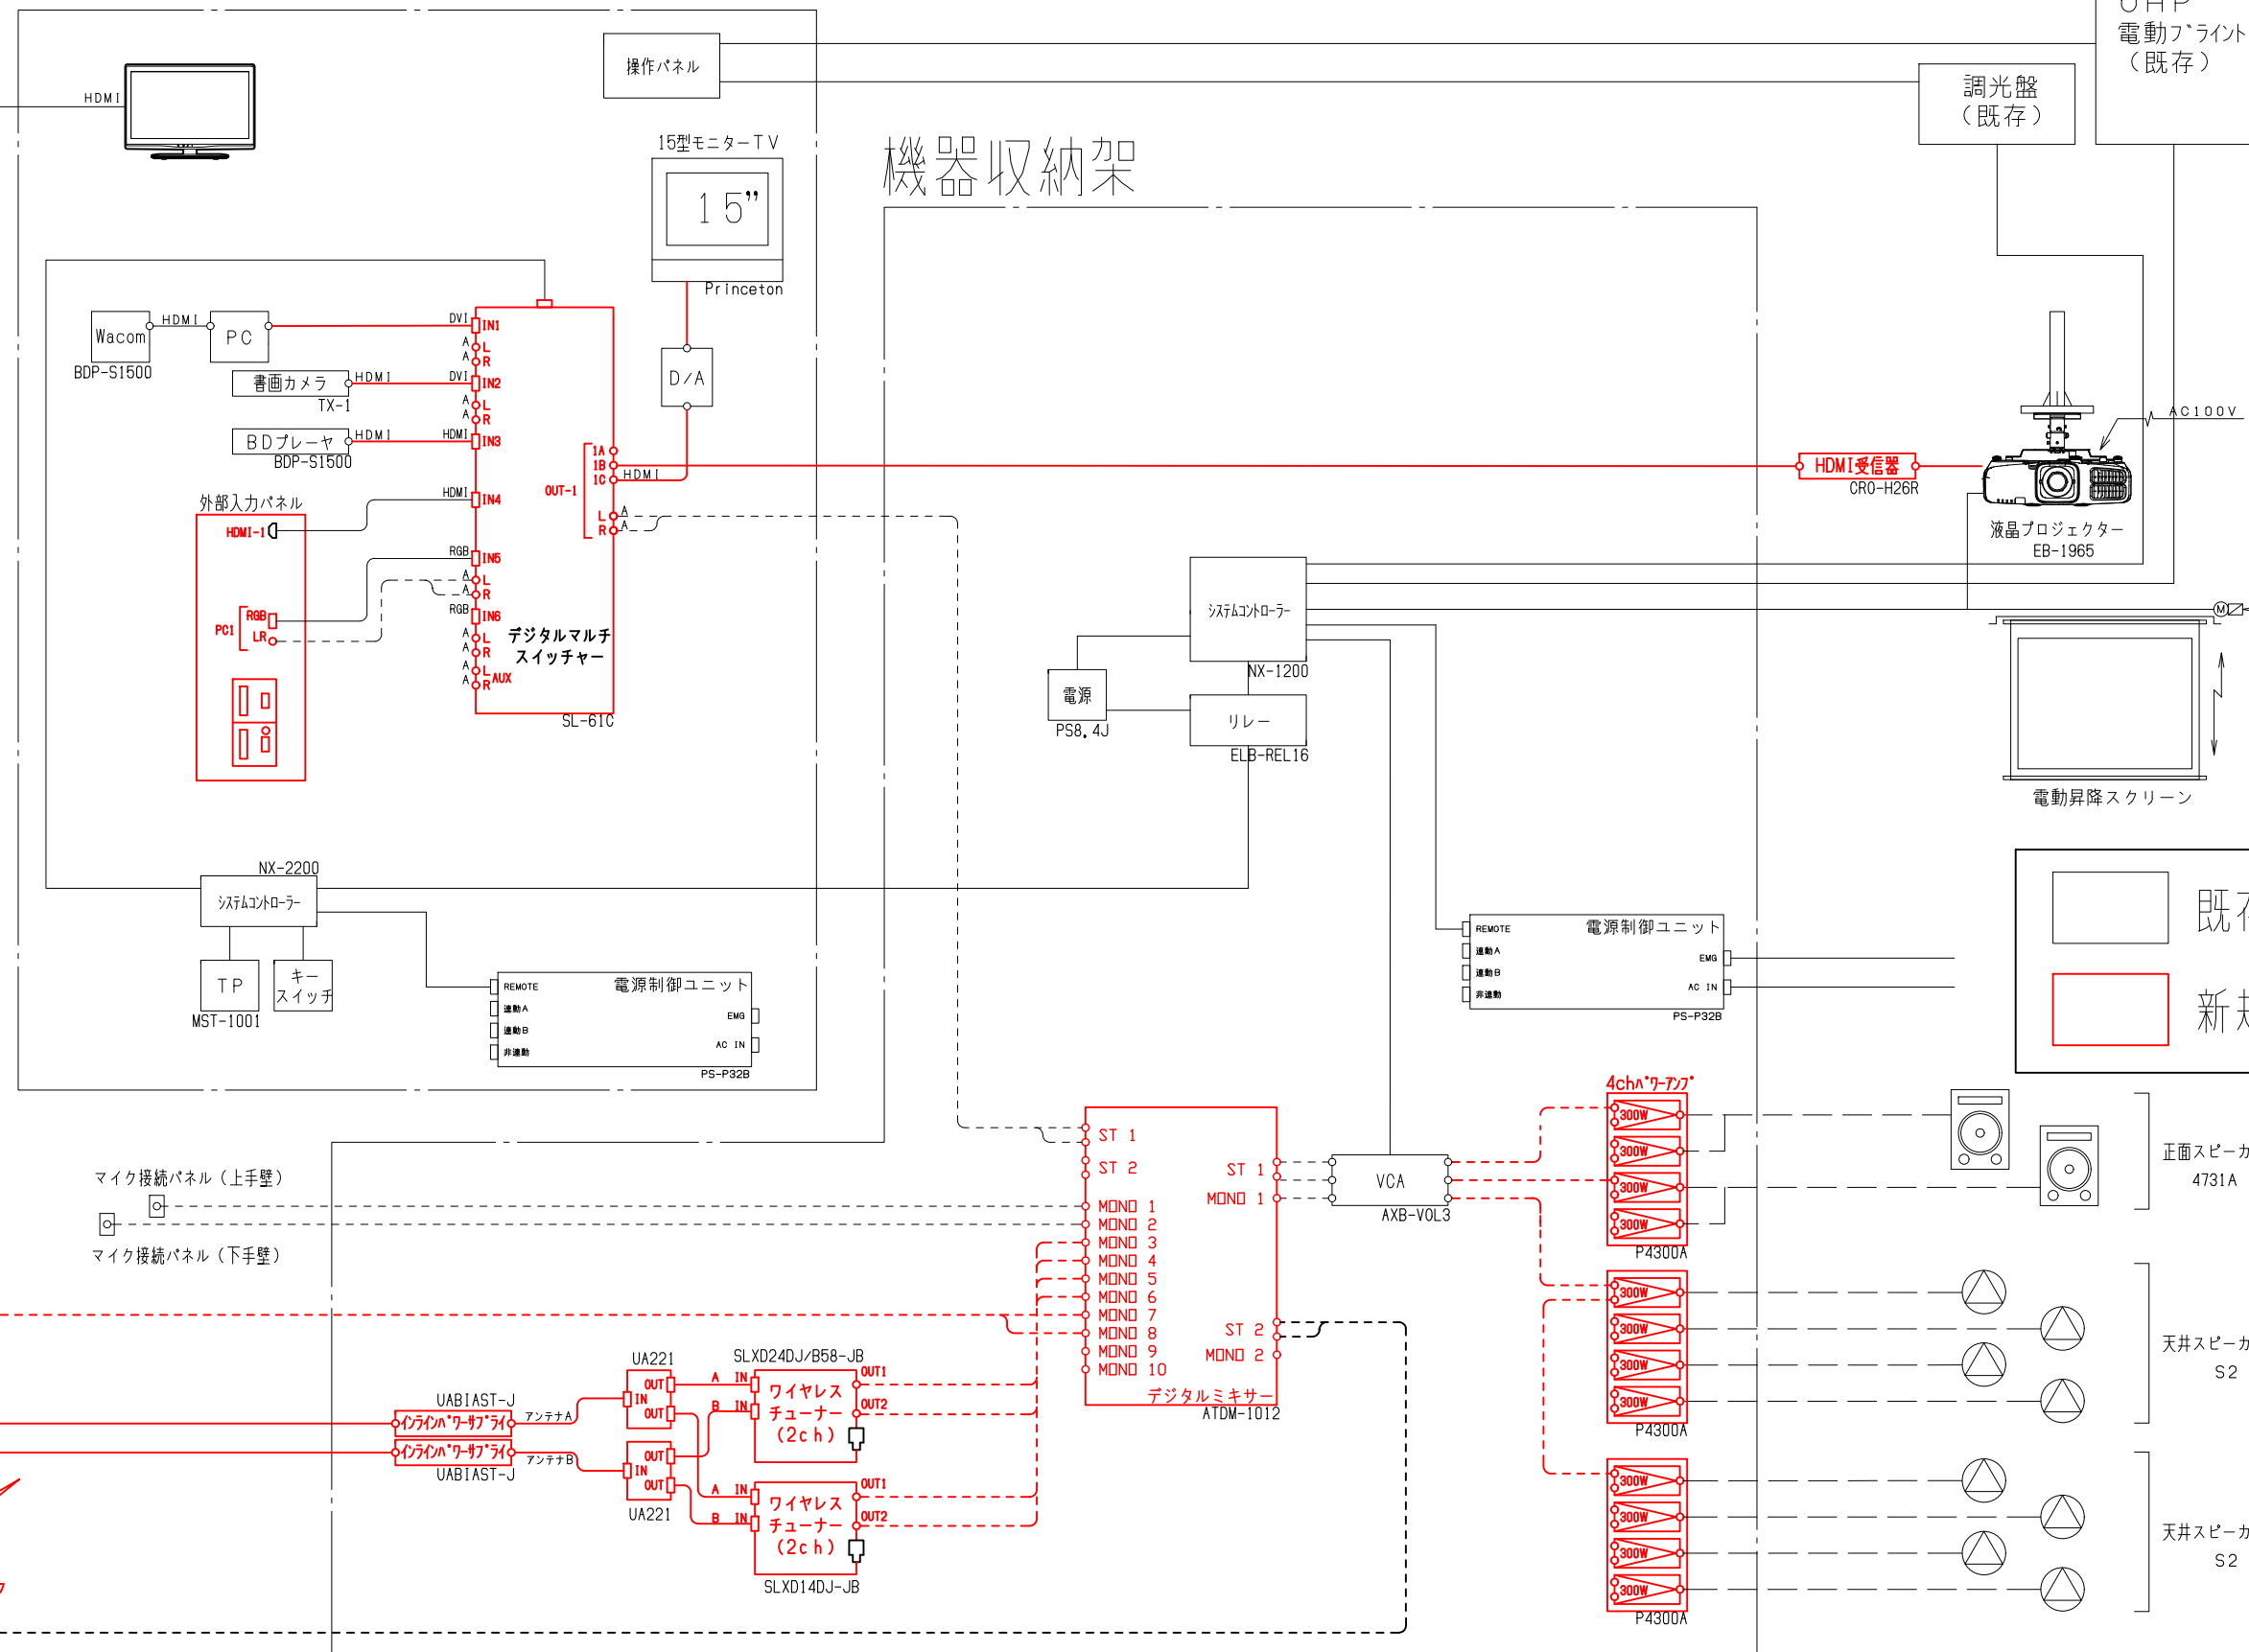 電動ブライント
（既存）
操作パネル
調光盤
（既存）
HDMI
15型モニターＴＶ
15”
Princeton
機器収納架
D/A
Wacom
HDMI
PC
BDP-S1500
書画カメラ
HDMI
TX-1
BDプレーヤ
HDMI
BDP-S1500
DVI
IN1
A
L
A
R
DVI
IN2
A
L
A
R
HDMI
IN3
HDMI
IN4
RGB
IN5
A
L
A
R
RGB
IN6
A
L
A
R
A
L
AUX
A
R
1A
1B
1C
HDMI
OUT-1
L
A
R
A
デジタルマルチ
スイッチャー
SL-61C
外部入力パネル
HDMI-1
PC1
RGB
LR
HDMI受信器
CRO-H26R
AC100V
液晶プロジェクター
EB-1965
M
電動昇降スクリーン
システムコントローラー
NX-1200
電源
PS8.4J
リレー
ELB-REL16
NX-2200
システムコントローラー
TP
MST-1001
キー
スイッチ
REMOTE
電源制御ユニット
連動A
連動B
非連動
EMG
AC IN
PS-P32B
REMOTE
電源制御ユニット
連動A
連動B
非連動
EMG
AC IN
PS-P32B
既
新
マイク接続パネル（上手壁）
マイク接続パネル（下手壁）
ST 1
ST 2
MONO 1
MONO 2
MONO 3
MONO 4
MONO 5
MONO 6
MONO 7
MONO 8
MONO 9
MONO 10
ST 1
MONO 1
ST 2
MONO 2
デジタルミキサー
ATDM-1012
VCA
AXB-VOL3
4chパワーアンプ
300W
300W
300W
300W
P4300A
300W
300W
300W
300W
P4300A
300W
300W
300W
300W
P4300A
正面スピーカ
4731A
天井スピーカ
S2
天井スピーカ
S2
UABIAST-J
インラインパワーサプライ
アンテナA
インラインパワーサプライ
アンテナB
UABIAST-J
UA221
OUT
IN
OUT
OUT
IN
OUT
UA221
SLXD24DJ/B58-JB
A
IN
B
IN
ワイヤレス
チューナー
(2ch)
OUT1
OUT2
A
IN
B
IN
ワイヤレス
チューナー
(2ch)
OUT1
OUT2
SLXD14DJ-JB